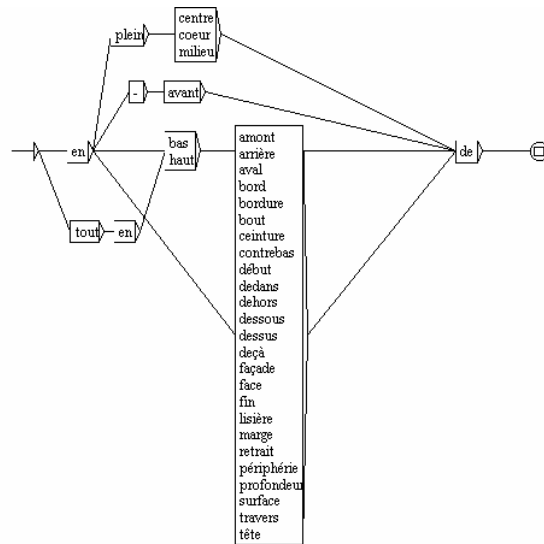 plein
centre
coeur
milieu
-
avant
en
bas
haut
tout
en
amont
arrière
aval
bord
bordure
bout
ceinture
contrebas
début
dedans
dehors
dessous
dessus
deçà
façade
face
fin
lisière
marge
retrait
périphérie
profondeur
surface
travers
tête
de